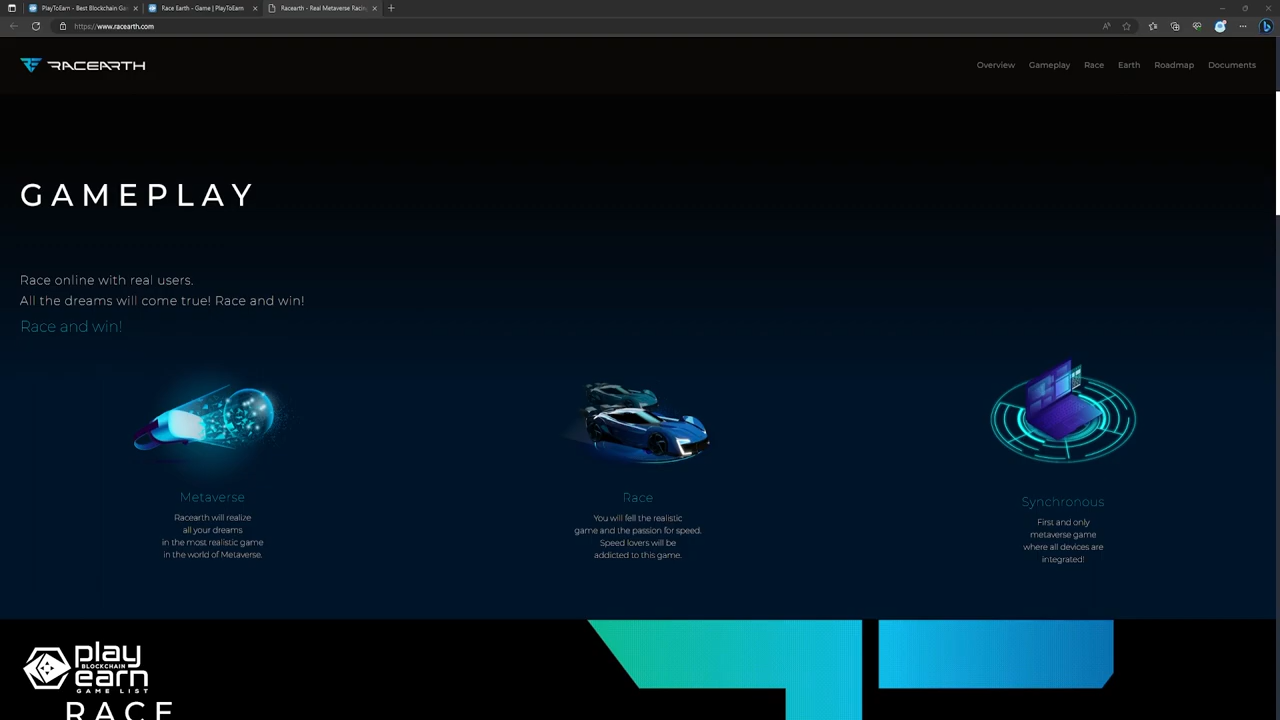 PlayToEarn - Best Blockchain Ga
Race Earth - Game | PlayToEarn
Racearth - Real Metaverse Racin
https://www.racearth.com
RACEARTH
Overview
Gameplay
Race
Earth
Roadmap
Documents
GAMEPLAY
Race online with real users.
All the dreams will come true! Race and win!
Race and win!
Metaverse
Racearth will realize
all your dreams
in the most realistic game
in the world of Metaverse.
Race
You will fell the realistic
game and the passion for speed.
Speed lovers will be
addicted to this game.
Synchronous
First and only
metaverse game
where all devices are
integrated!
play
BLOCKCHAIN
earn
GAME LIST
RACE